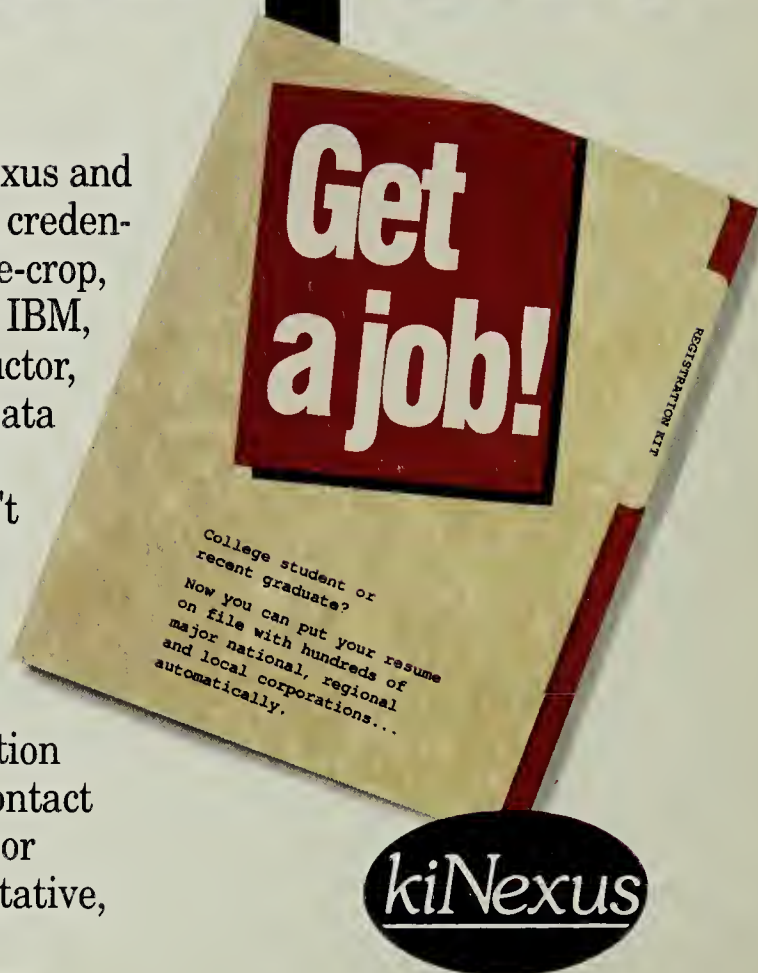 xus and
creden-
e-crop,
IBM,
ctor,
ata
't
tion
ontact
or
tative,
Get
a job!
REGISTRATION KIT
College student or
recent graduate?
Now you can put your resume
on file with hundreds of
major national, regional
and local corporations...
automatically.
kiNexus